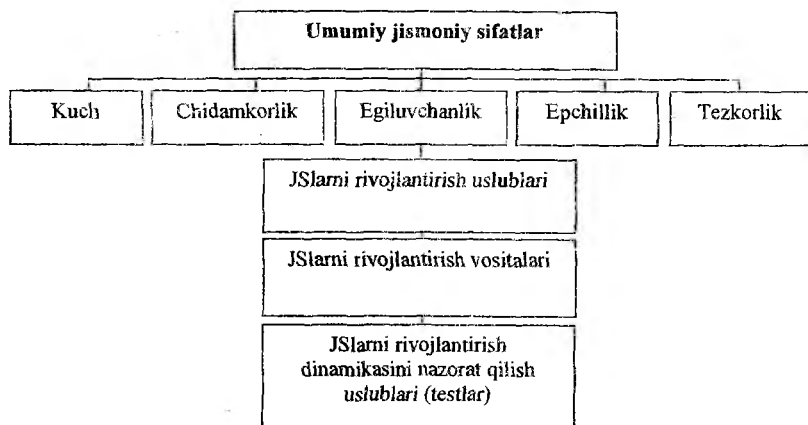 Umumiy jismoniy sifatlar
Kuch
Chidamkorlik
Egiluvchanlik
Epchillik
Tezkorlik
JSlarni rivojlantirish uslublari
JSlarni rivojlantirish vositalari
JSlarni rivojlantirish
dinamikasini nazorat qilish
uslublari (testlar)